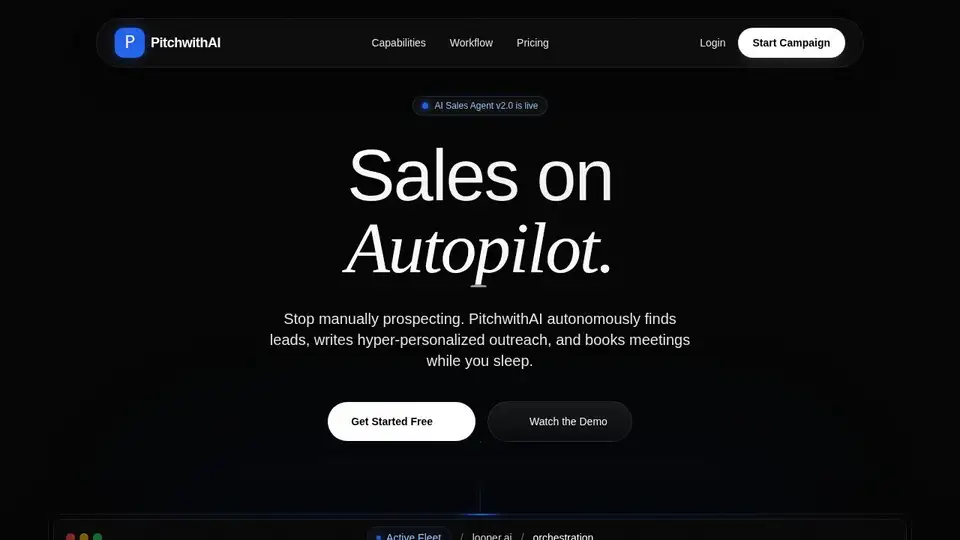 P PitchwithAI Capabilities Workflow Pricing Login Start Campaign
AI Sales Agent v2.0 is live
Sales on
Autopilot.
Stop manually prospecting. PitchwithAI autonomously finds
leads, writes hyper-personalized outreach, and books meetings
while you sleep.
Get Started Free Watch the Demo
Active Fleet / looper.ai / orchestration